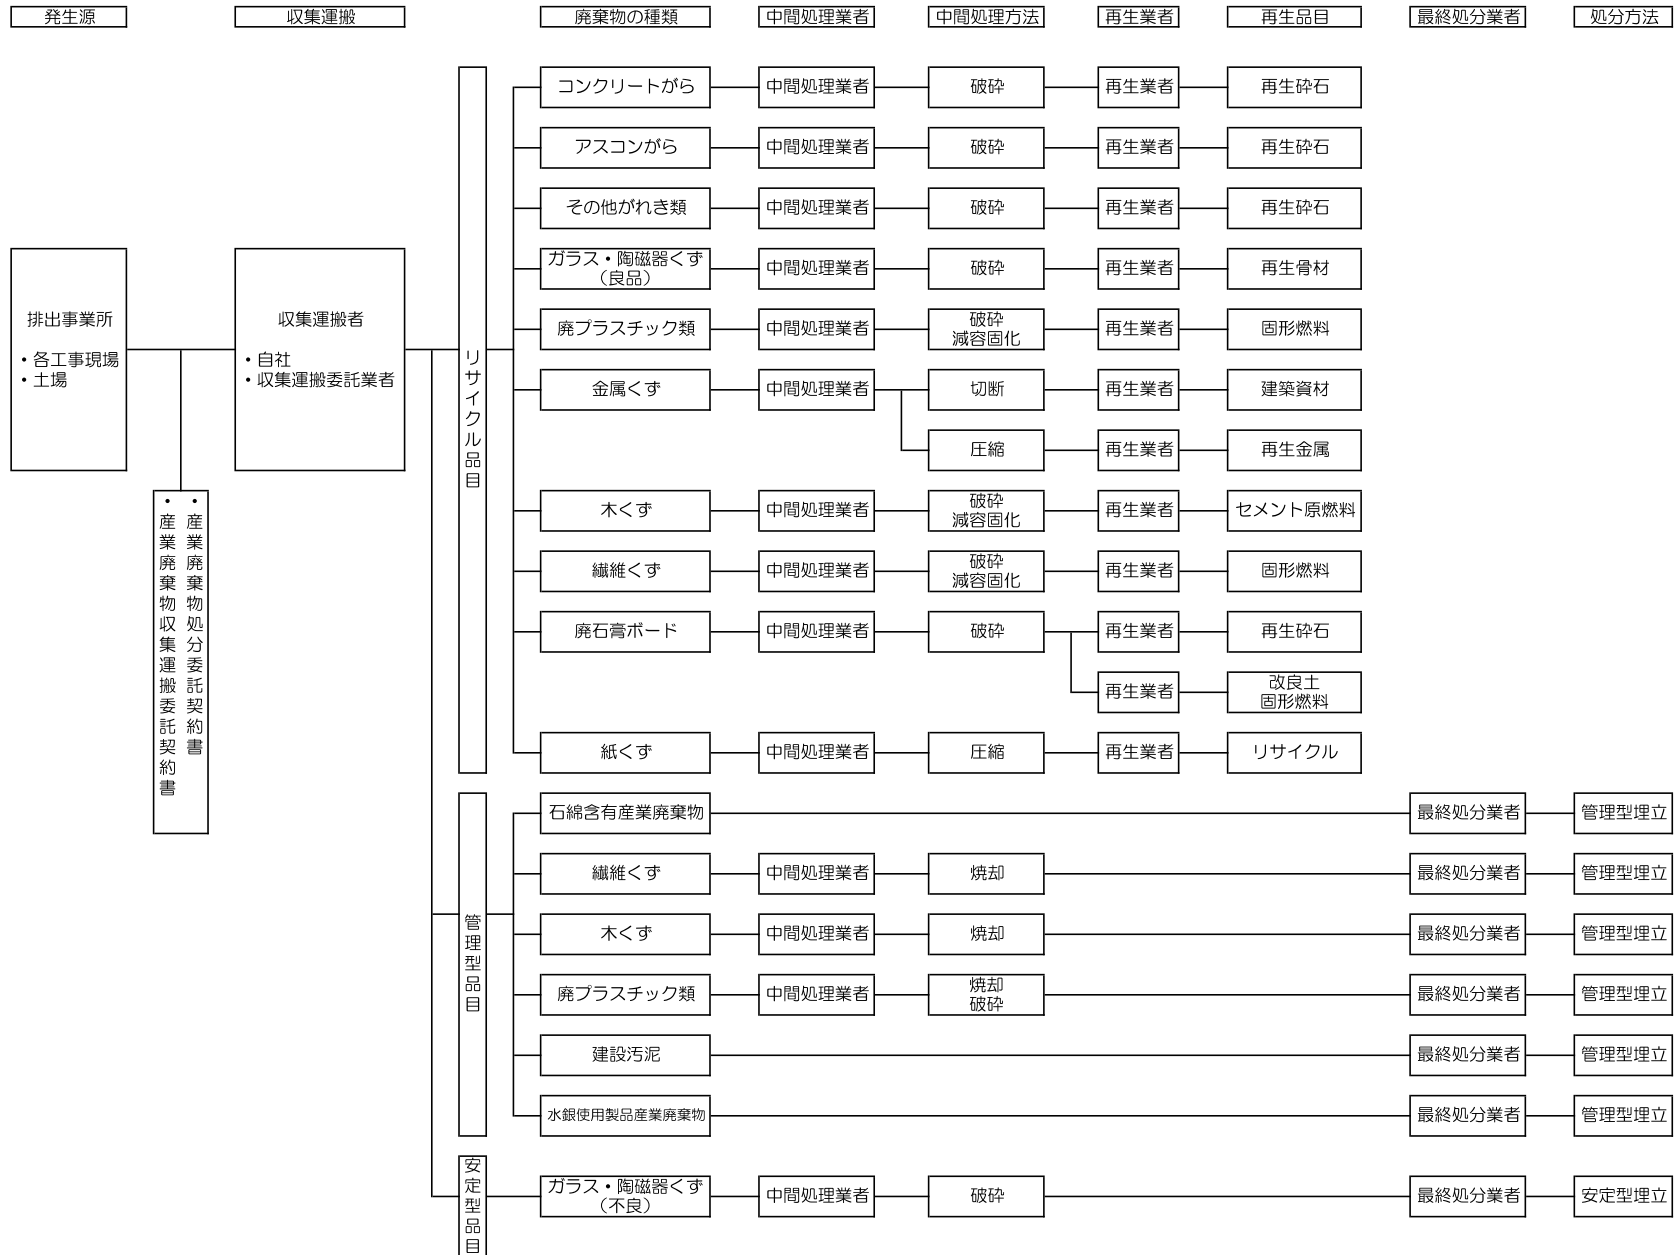 発生源
収集運搬
廃棄物の種類
中間処理業者
中間処理方法
再生業者
再生品目
最終処分業者
処分方法
排出事業所
・各工事現場
・土場
・産業廃棄物処分委託契約書
・産業廃棄物収集運搬委託契約書
収集運搬者
・自社
・収集運搬委託業者
リサイクル品目
コンクリートがら
中間処理業者
破砕
再生業者
再生砕石
アスコンがら
中間処理業者
破砕
再生業者
再生砕石
その他がれき類
中間処理業者
破砕
再生業者
再生砕石
ガラス・陶磁器くず
（良品）
中間処理業者
破砕
再生業者
再生骨材
廃プラスチック類
中間処理業者
破砕
減容固化
再生業者
固形燃料
金属くず
中間処理業者
切断
再生業者
建築資材
圧縮
再生業者
再生金属
木くず
中間処理業者
破砕
減容固化
再生業者
セメント原燃料
繊維くず
中間処理業者
破砕
減容固化
再生業者
固形燃料
廃石膏ボード
中間処理業者
破砕
再生業者
再生砕石
再生業者
改良土
固形燃料
紙くず
中間処理業者
圧縮
再生業者
リサイクル
管理型品目
石綿含有産業廃棄物
最終処分業者
管理型埋立
繊維くず
中間処理業者
焼却
最終処分業者
管理型埋立
木くず
中間処理業者
焼却
最終処分業者
管理型埋立
廃プラスチック類
中間処理業者
焼却
破砕
最終処分業者
管理型埋立
建設汚泥
最終処分業者
管理型埋立
水銀使用製品産業廃棄物
最終処分業者
管理型埋立
安定型品目
ガラス・陶磁器くず
（不良）
中間処理業者
破砕
最終処分業者
安定型埋立